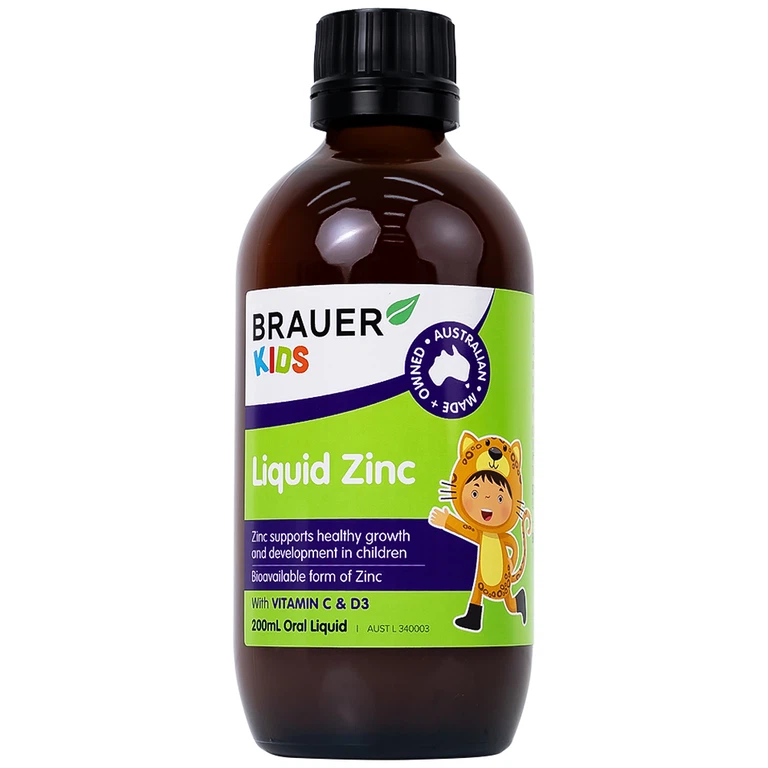 BRAUER
KIDS
AUSTRALIAN • MADE + OWNED •
Liquid Zinc
Zinc supports healthy growth
and development in children
Bioavailable form of Zinc
With VITAMIN C & D3
200mL Oral Liquid | AUST L 340003